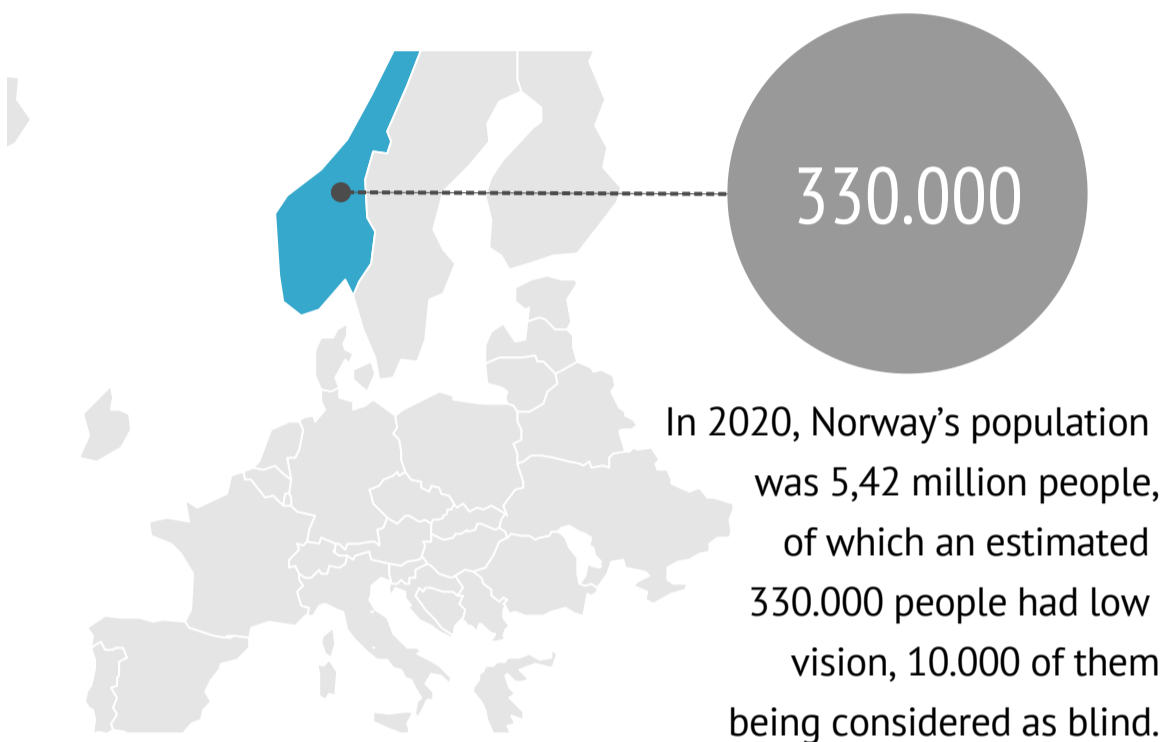 330.000
In 2020, Norway’s population
was 5,42 million people,
of which an estimated
330.000 people had low
vision, 10.000 of them
being considered as blind.